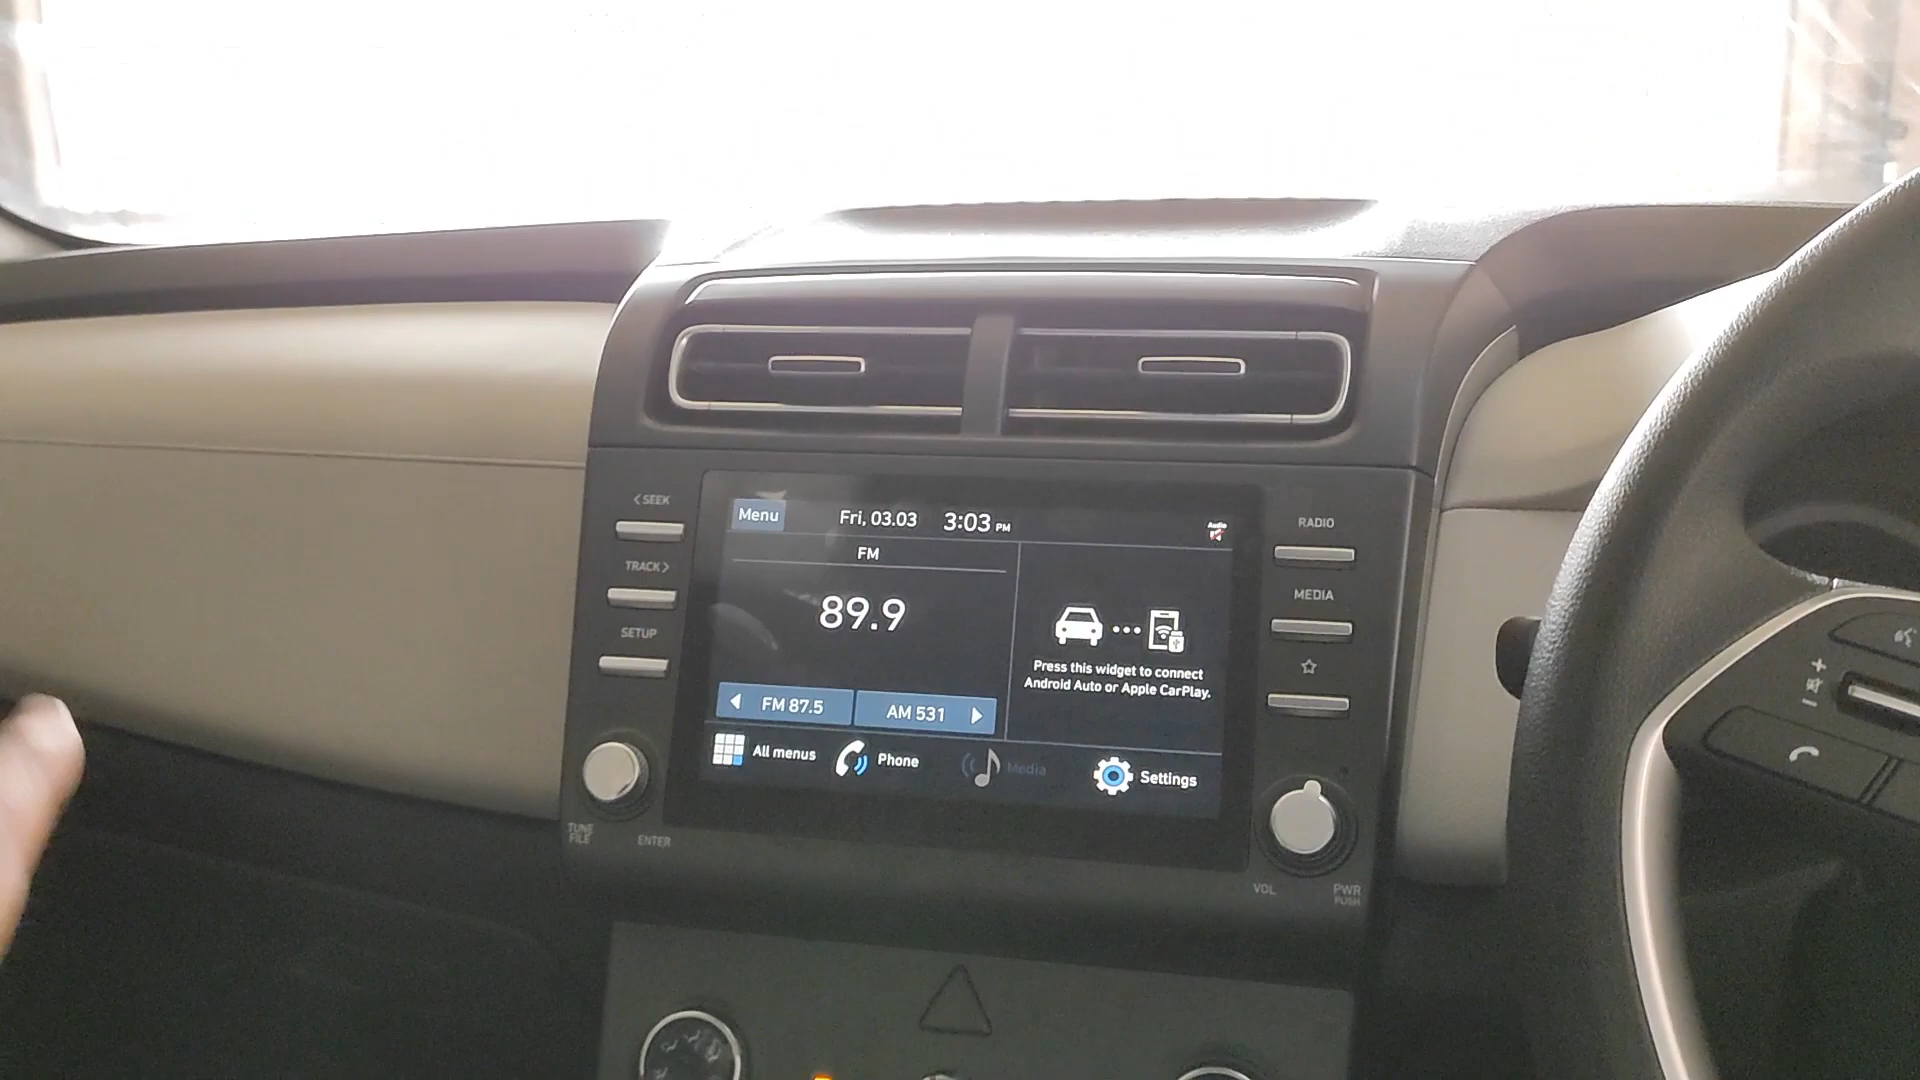 < SEEK
TRACK >
SETUP
TUNE
FILE
ENTER
Menu
Fri, 03.03
3:03 PM
Audio
FM
89.9
FM 87.5
AM 531
Press this widget to connect
Android Auto or Apple CarPlay.
All menus
Phone
Media
Settings
RADIO
MEDIA
VOL
PWR
PUSH
+
−